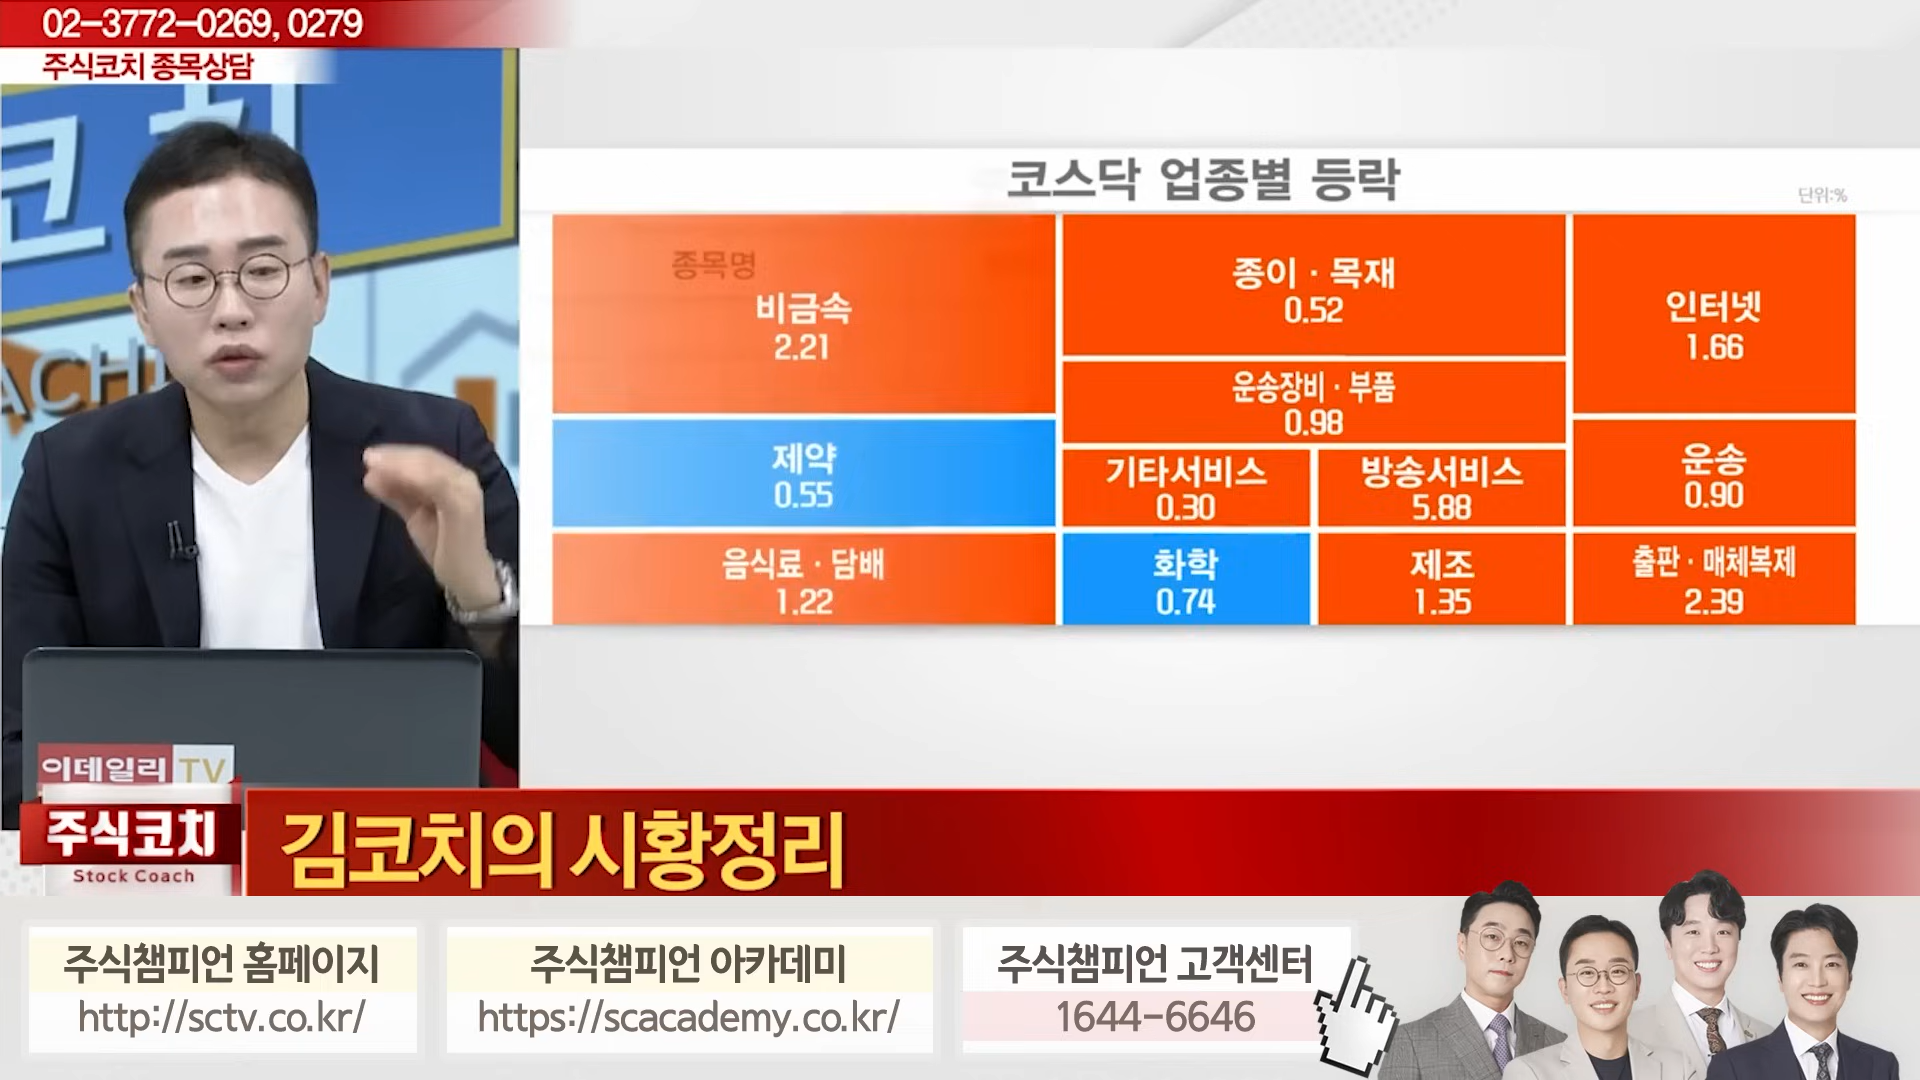 02-3772-0269, 0279
주식코치 종목상담
코치
ACHI
코스닥 업종별 등락
단위:%
종목명
비금속
2.21
제약
0.55
음식료 · 담배
1.22
종이 · 목재
0.52
운송장비 · 부품
0.98
기타서비스
0.30
방송서비스
5.88
화학
0.74
제조
1.35
인터넷
1.66
운송
0.90
출판 · 매체복제
2.39
이데일리 TV
주식코치
Stock Coach
김코치의 시황정리
주식챔피언 홈페이지
http://sctv.co.kr/
주식챔피언 아카데미
https://scacademy.co.kr/
주식챔피언 고객센터
1644-6646